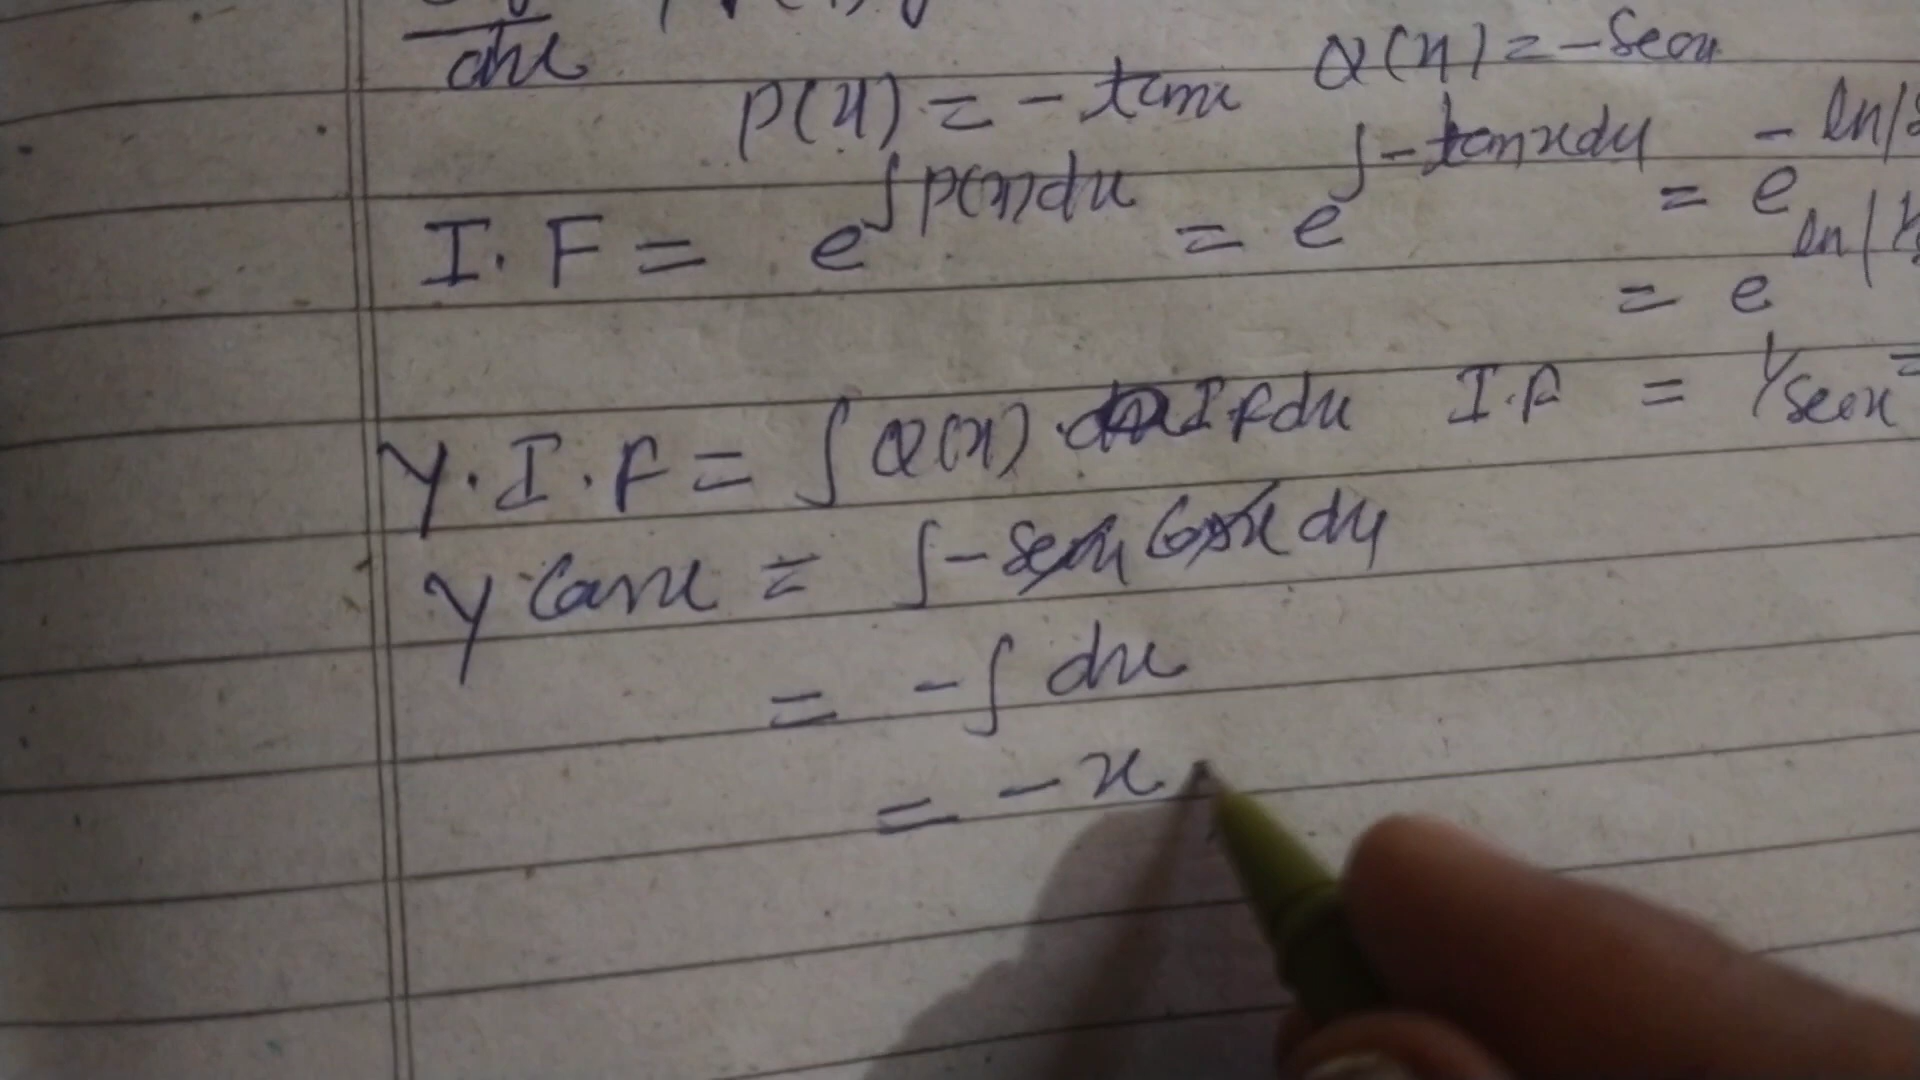 dx
P(x) = - tanx Q(x) = - secx
I.F = e^∫P(x)dx = e^∫-tanxdx = e^-ln|
= e^ln|
Y.I.F = ∫Q(x).I.Fdx I.F = 1/secx =
Y Cosx = ∫-secx Cosx dx
= -∫dx
= -x